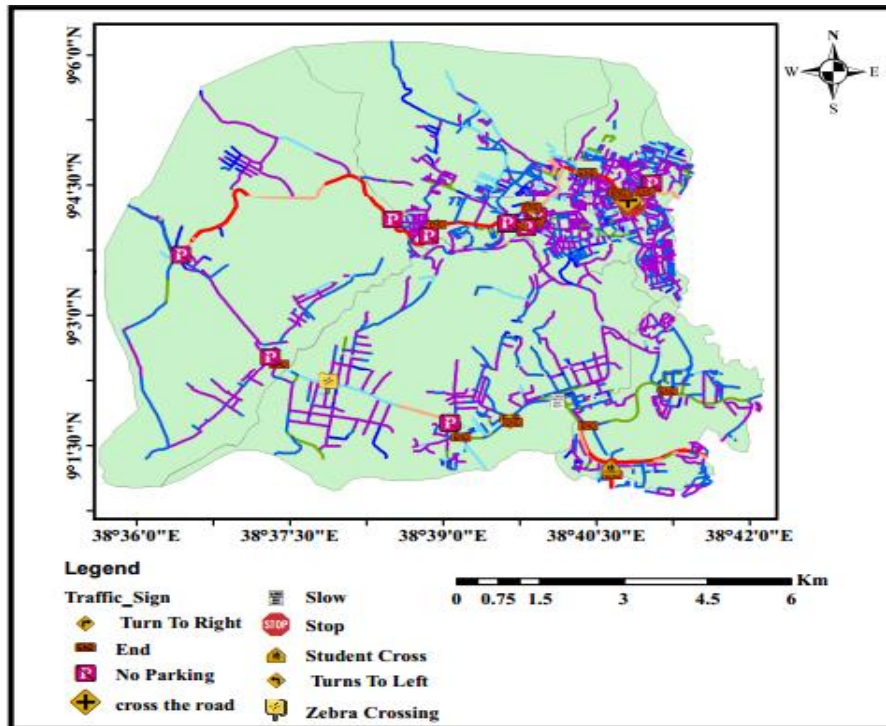 N
W E
S
9°6'0"N
9°4'30"N
9°3'0"N
9°1'30"N
38°36'0"E 38°37'30"E 38°39'0"E 38°40'30"E 38°42'0"E
Legend
Traffic_Sign
Turn To Right
End
No Parking
cross the road
Slow
STOP Stop
Student Cross
Turns To Left
Zebra Crossing
Km
0 0.75 1.5 3 4.5 6